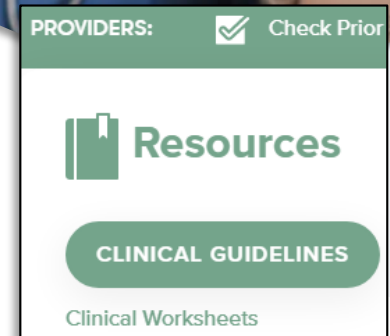 PROVIDERS: Check Prior
Resources
CLINICAL GUIDELINES
Clinical Worksheets